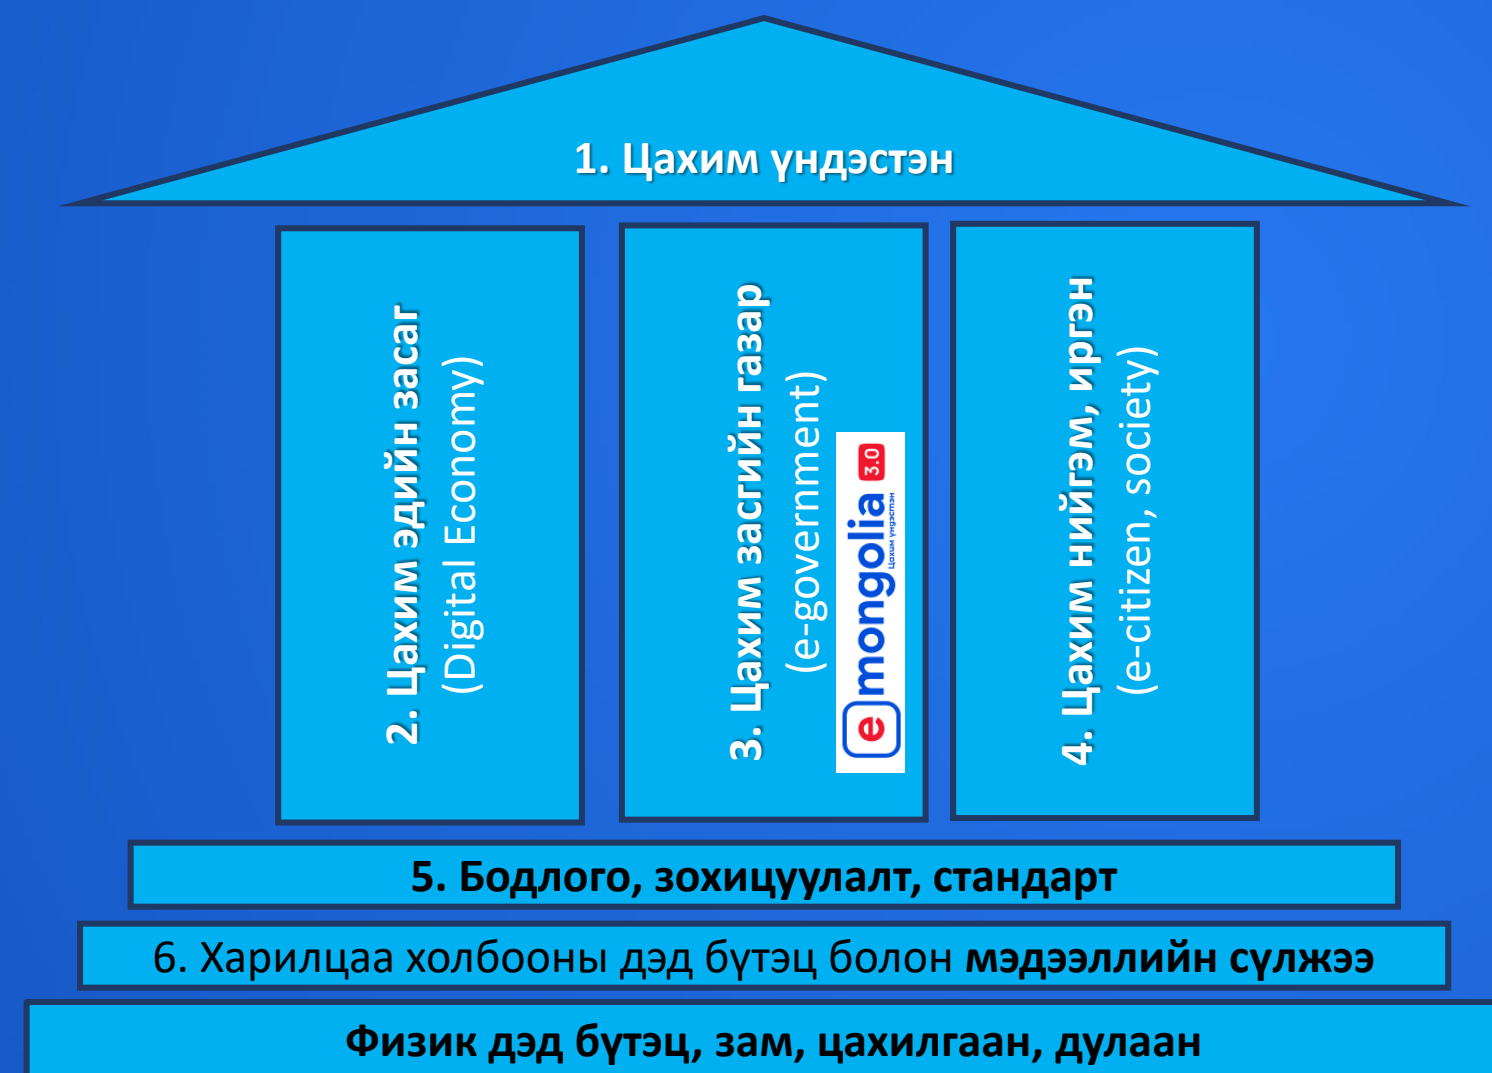 1. Цахим үндэстэн
2. Цахим эдийн засаг
(Digital Economy)
3. Цахим засгийн газар
(e-government)
e mongolia 3.0
Цахим үндэстэн
4. Цахим нийгэм, иргэн
(e-citizen, society)
5. Бодлого, зохицуулалт, стандарт
6. Харилцаа холбооны дэд бүтэц болон мэдээллийн сүлжээ
Физик дэд бүтэц, зам, цахилгаан, дулаан